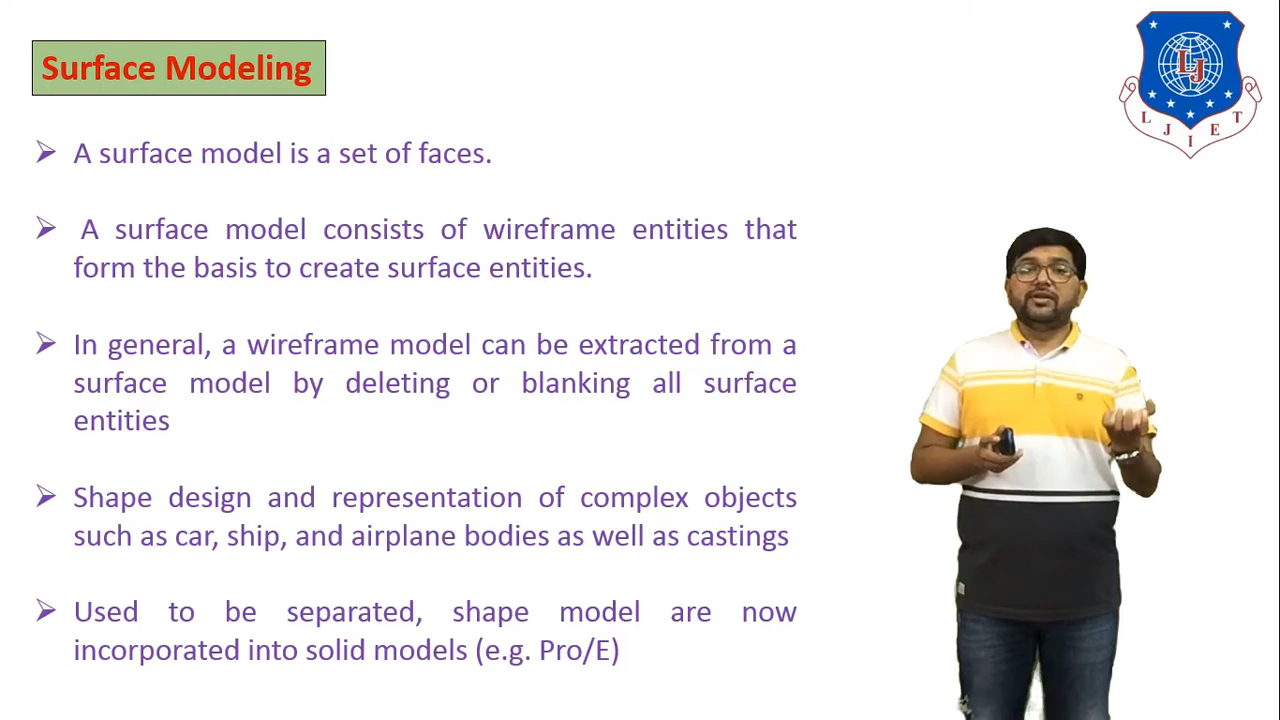 Surface Modeling
LJ
L J I E T
➢ A surface model is a set of faces.
➢ A surface model consists of wireframe entities that
form the basis to create surface entities.
➢ In general, a wireframe model can be extracted from a
surface model by deleting or blanking all surface
entities
➢ Shape design and representation of complex objects
such as car, ship, and airplane bodies as well as castings
➢ Used to be separated, shape model are now
incorporated into solid models (e.g. Pro/E)